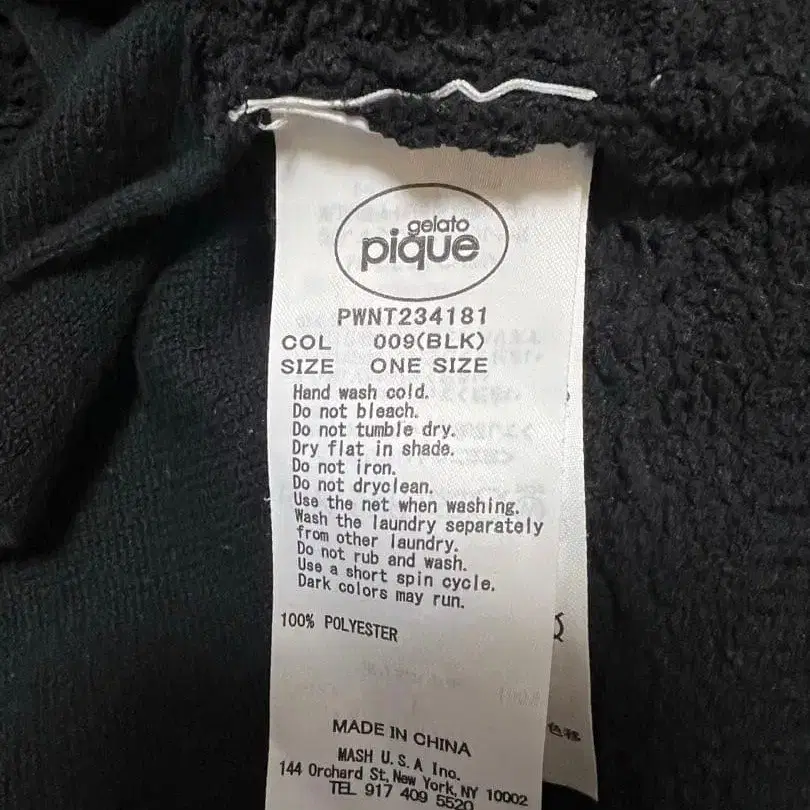 gelato
pique
PWNT234181
COL 009(BLK)
SIZE ONE SIZE
Hand wash cold.
Do not bleach.
Do not tumble dry.
Dry flat in shade.
Do not iron.
Do not dryclean.
Use the net when washing.
Wash the laundry separately
from other laundry.
Do not rub and wash.
Use a short spin cycle.
Dark colors may run.
100% POLYESTER
MADE IN CHINA
MASH U.S.A Inc.
144 Orchard St, New York, NY 10002
TEL 917 409 5520
色移